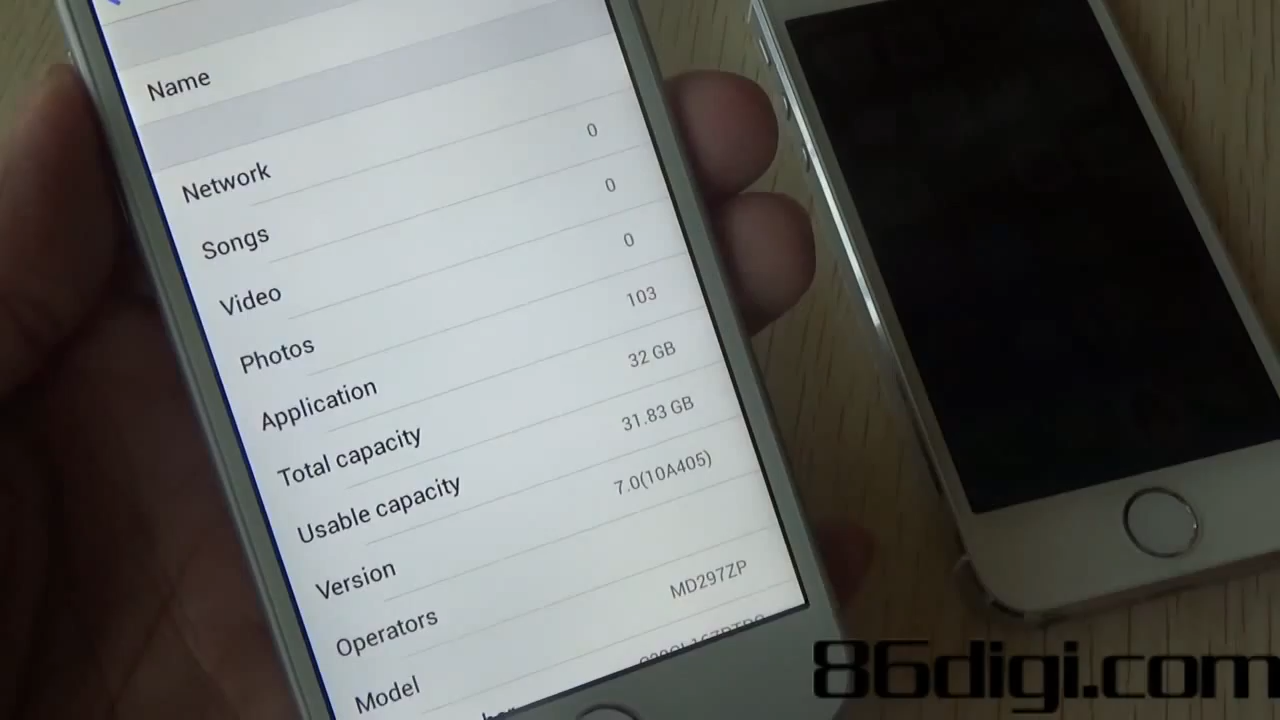 Name
Network 0
Songs 0
Video 0
Photos 103
Application 32 GB
Total capacity 31.83 GB
Usable capacity 7.0(10A405)
Version
Operators MD297ZP
Model
86digi.com